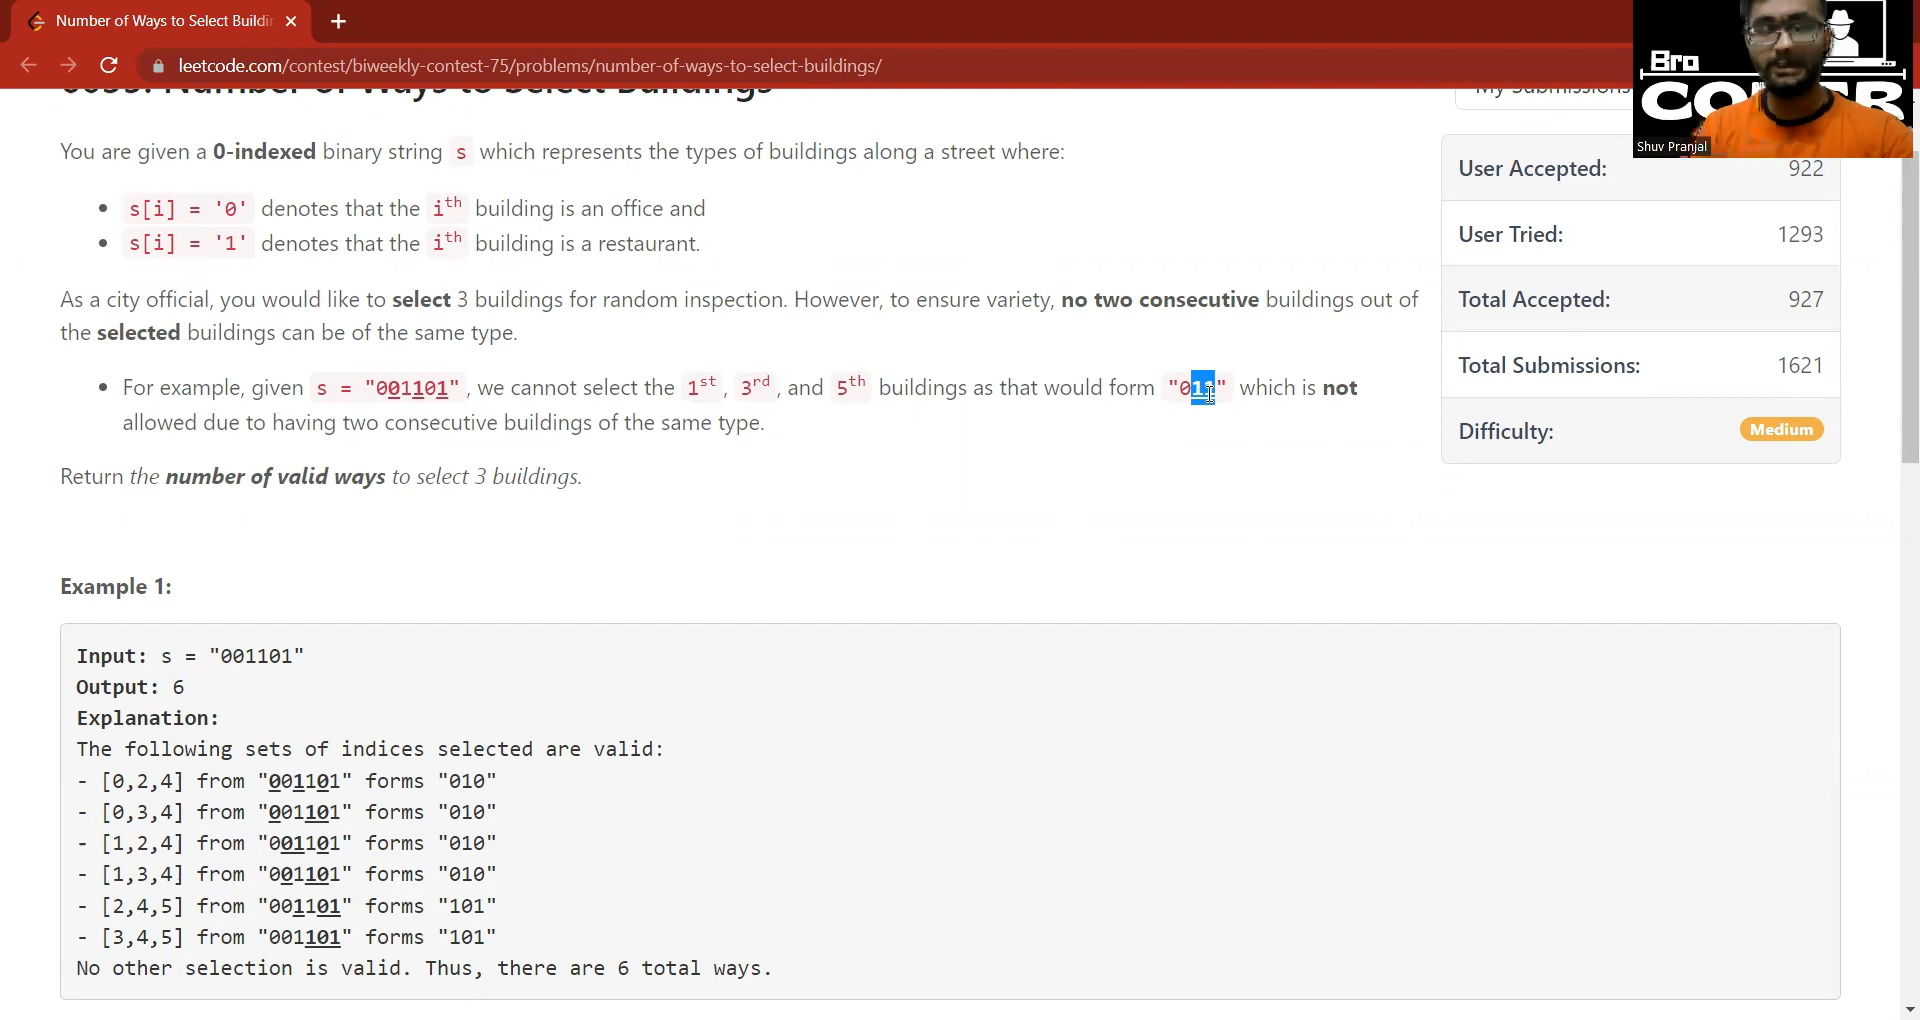 Number of Ways to Select Buildi
leetcode.com/contest/biweekly-contest-75/problems/number-of-ways-to-select-buildings/
Bro
CODER
Shuv Pranjal
Number of Ways to Select Buildings
My Submissions
You are given a 0-indexed binary string s which represents the types of buildings along a street where:
User Accepted: 922
s[i] = '0' denotes that the ith building is an office and
User Tried: 1293
s[i] = '1' denotes that the ith building is a restaurant.
As a city official, you would like to select 3 buildings for random inspection. However, to ensure variety, no two consecutive buildings out of
Total Accepted: 927
the selected buildings can be of the same type.
Total Submissions: 1621
For example, given s = "001101", we cannot select the 1st, 3rd, and 5th buildings as that would form "011" which is not
allowed due to having two consecutive buildings of the same type.
Difficulty: Medium
Return the number of valid ways to select 3 buildings.
Example 1:
Input: s = "001101"
Output: 6
Explanation:
The following sets of indices selected are valid:
- [0,2,4] from "001101" forms "010"
- [0,3,4] from "001101" forms "010"
- [1,2,4] from "001101" forms "010"
- [1,3,4] from "001101" forms "010"
- [2,4,5] from "001101" forms "101"
- [3,4,5] from "001101" forms "101"
No other selection is valid. Thus, there are 6 total ways.